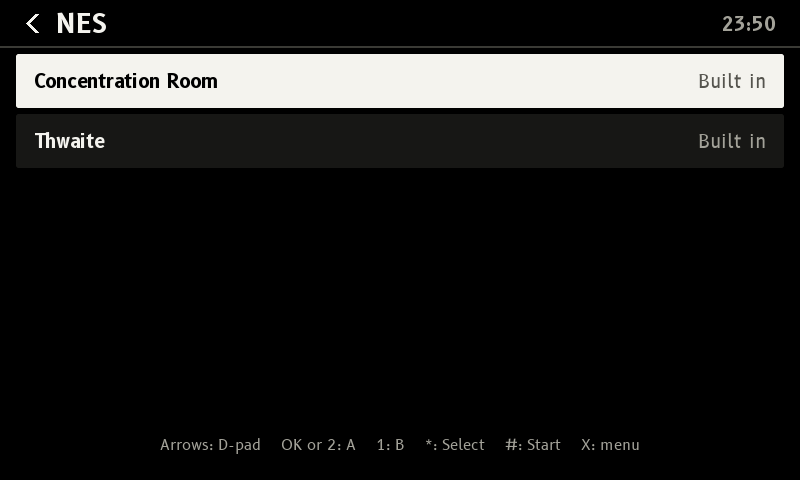 NES
23:50
Concentration Room
Built in
Thwaite
Built in
Arrows: D-pad OK or 2: A 1: B *: Select #: Start X: menu